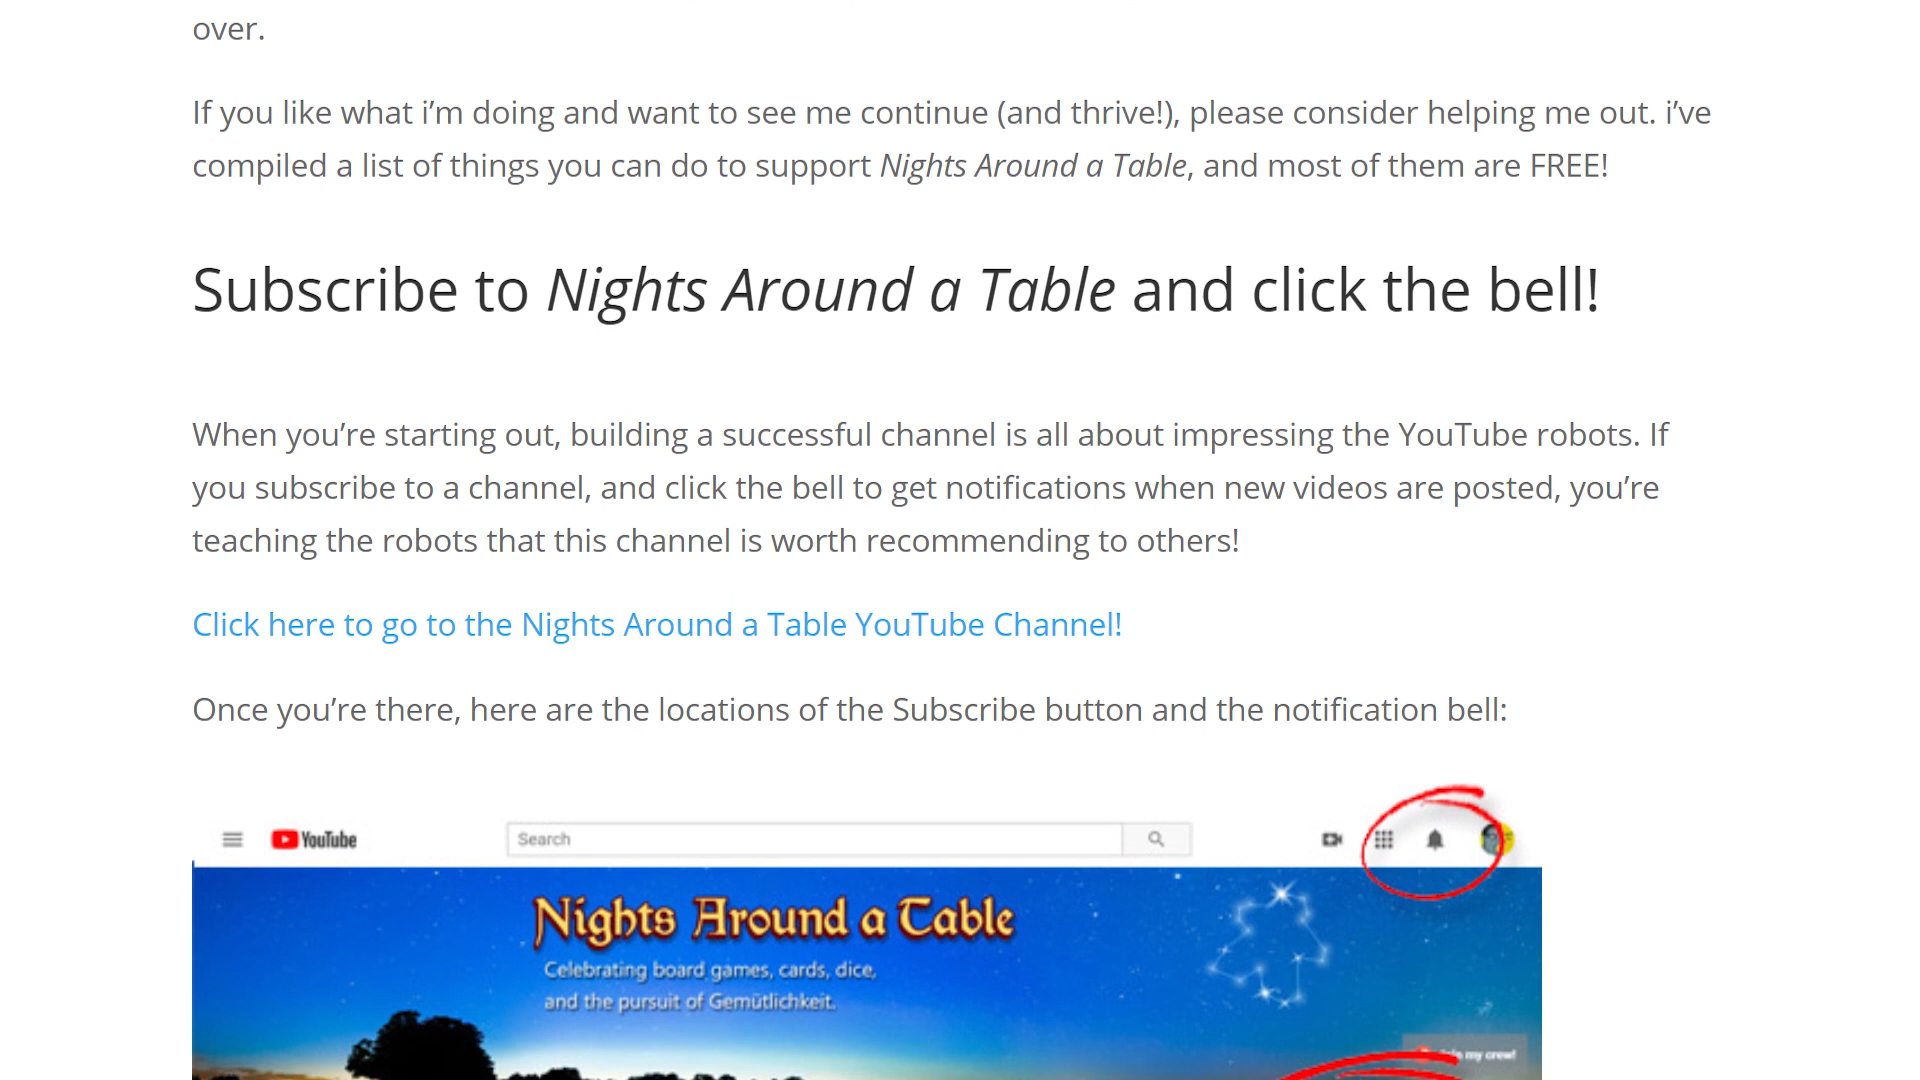 over.
If you like what i’m doing and want to see me continue (and thrive!), please consider helping me out. i’ve
compiled a list of things you can do to support Nights Around a Table, and most of them are FREE!
Subscribe to Nights Around a Table and click the bell!
When you’re starting out, building a successful channel is all about impressing the YouTube robots. If
you subscribe to a channel, and click the bell to get notifications when new videos are posted, you’re
teaching the robots that this channel is worth recommending to others!
Click here to go to the Nights Around a Table YouTube Channel!
Once you’re there, here are the locations of the Subscribe button and the notification bell:
YouTube
Search
Nights Around a Table
Celebrating board games, cards, dice,
and the pursuit of Gemütlichkeit.
my crew!